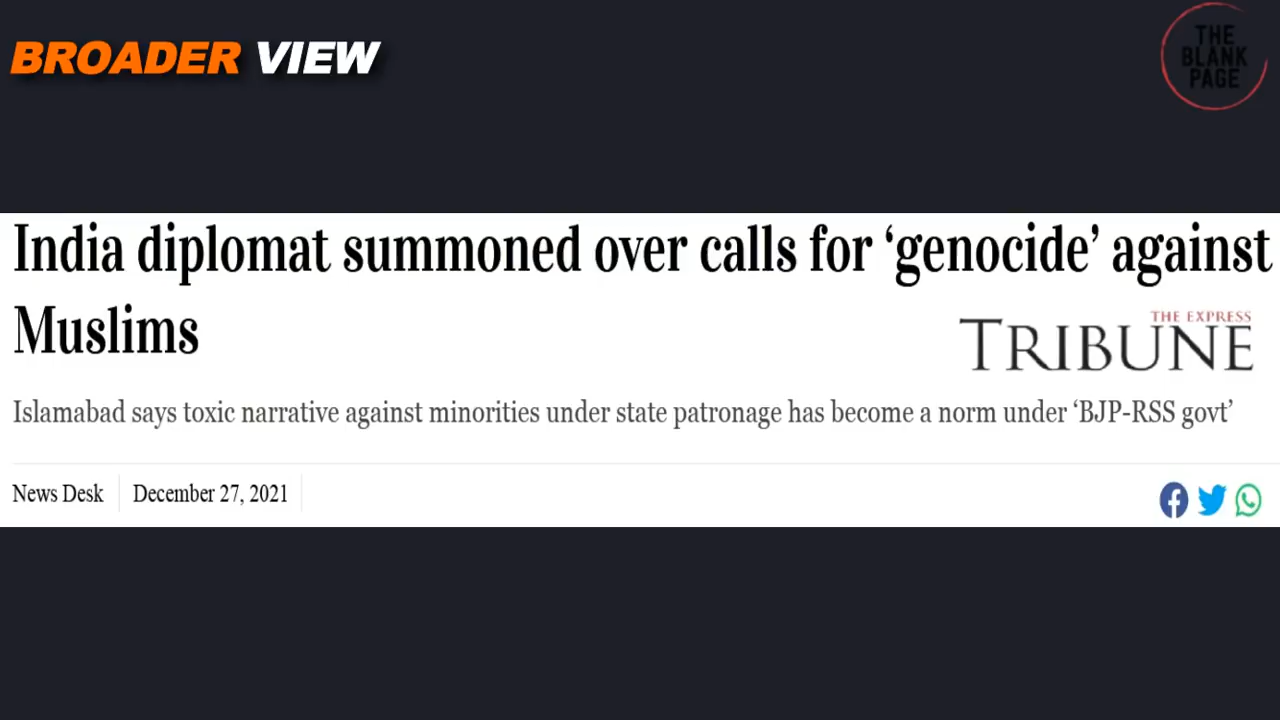 BROADER VIEW
THE
BLANK
PAGE
India diplomat summoned over calls for ‘genocide’ against
Muslims
THE EXPRESS
TRIBUNE
Islamabad says toxic narrative against minorities under state patronage has become a norm under ‘BJP-RSS govt’
News Desk
December 27, 2021